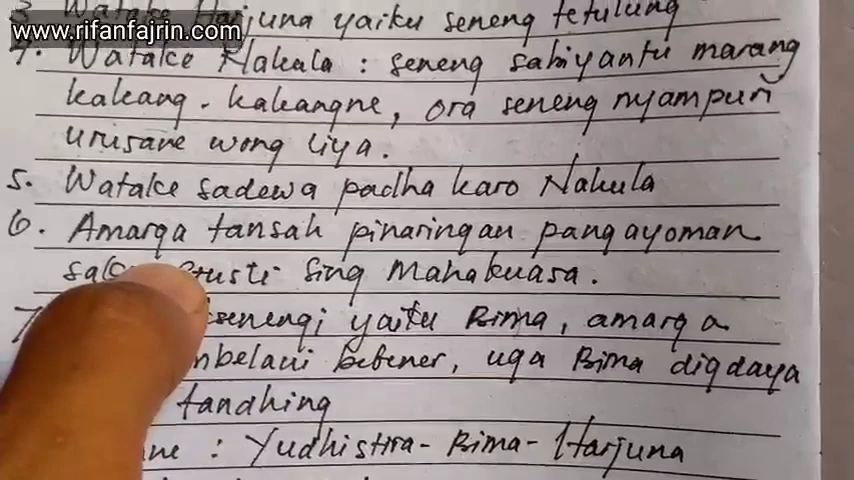 3. Watake Harjuna yaiku seneng tetulung
www.rifanfajrin.com
4. Watake Nakula : seneng sabiyantu marang
kakang - kakangne, ora seneng nyampuri
urusane wong liya.
5. Watake sadewa padha karo Nakula
6. Amarga tansah pinaringan pangayoman
Gusti Sing Mahakuasa.
7. senengi yaiku Bima, amarga
mbelani bebener, uga Bima digdaya
tandhing
ne : Yudhistira - Bima - Harjuna